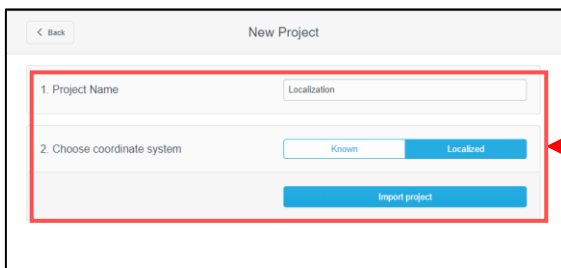 Back
New Project
1. Project Name
Localization
2. Choose coordinate system
Known
Localized
Import project